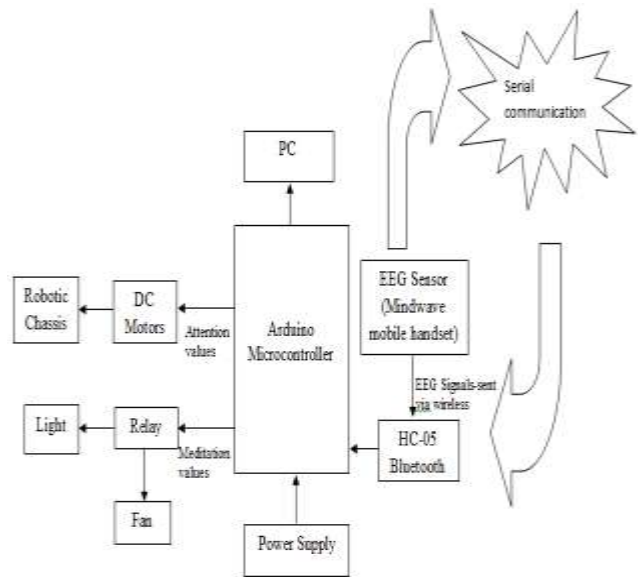 Serial
communication
PC
EEG Sensor
(Mindwave
mobile handset)
Robotic
Chassis
DC
Motors
Attention
values
Arduino
Microcontroller
EEG Signals-sent
via wireless
Light
Relay
Meditation
values
HC-05
Bluetooth
Fan
Power Supply